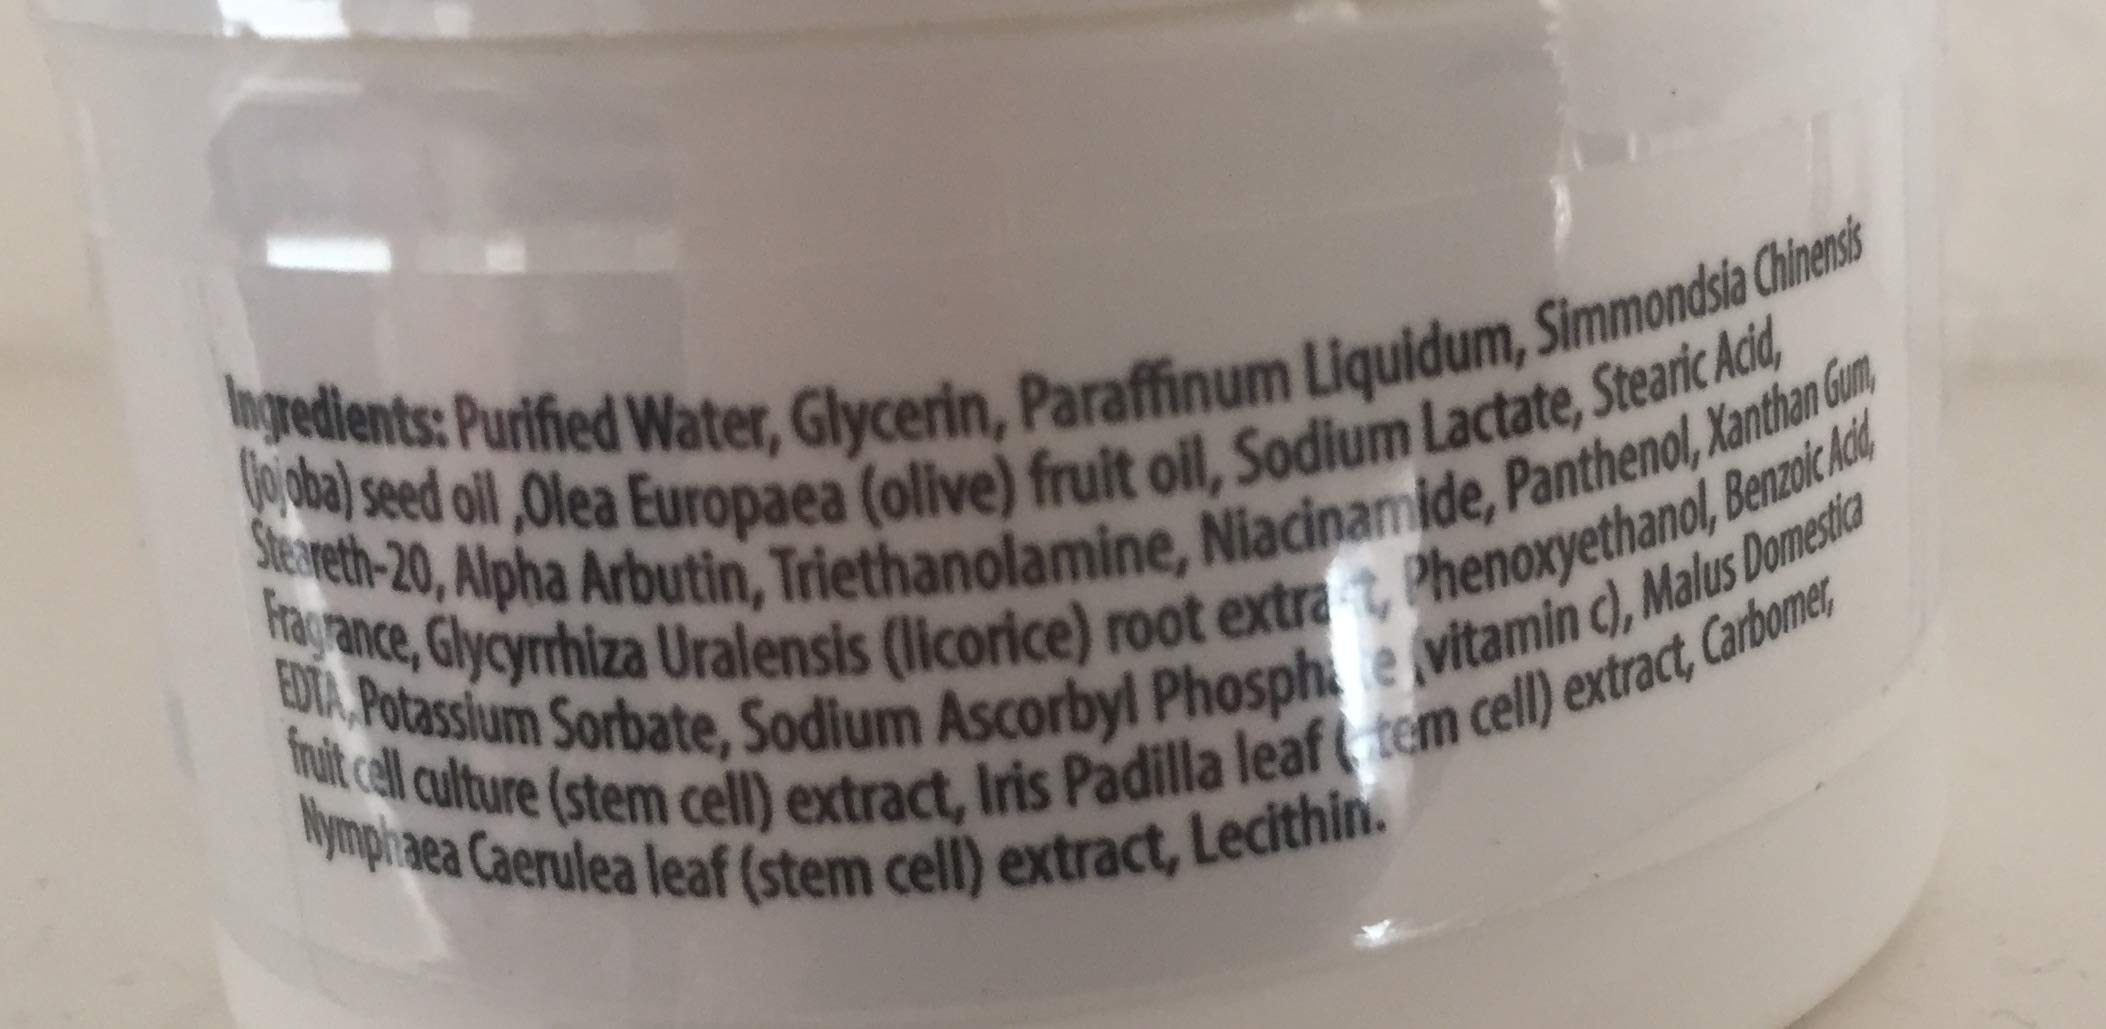 Ingredients: Purified Water, Glycerin, Paraffinum Liquidum, Simmondsia Chinensis
(jojoba) seed oil ,Olea Europaea (olive) fruit oil, Sodium Lactate, Stearic Acid,
Steareth-20, Alpha Arbutin, Triethanolamine, Niacinamide, Panthenol, Xanthan Gum,
Fragrance, Glycyrrhiza Uralensis (licorice) root extract, Phenoxyethanol, Benzoic Acid,
EDTA, Potassium Sorbate, Sodium Ascorbyl Phosphate (vitamin c), Malus Domestica
fruit cell culture (stem cell) extract, Iris Padilla leaf (stem cell) extract, Carbomer,
Nymphaea Caerulea leaf (stem cell) extract, Lecithin.